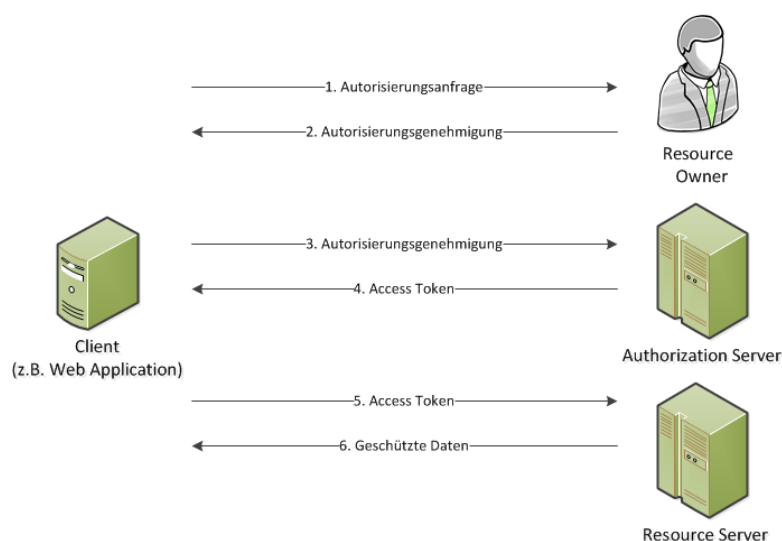 1. Autorisierungsanfrage
2. Autorisierungsgenehmigung
Resource
Owner
3. Autorisierungsgenehmigung
4. Access Token
Client
(z.B. Web Application)
Authorization Server
5. Access Token
6. Geschützte Daten
Resource Server